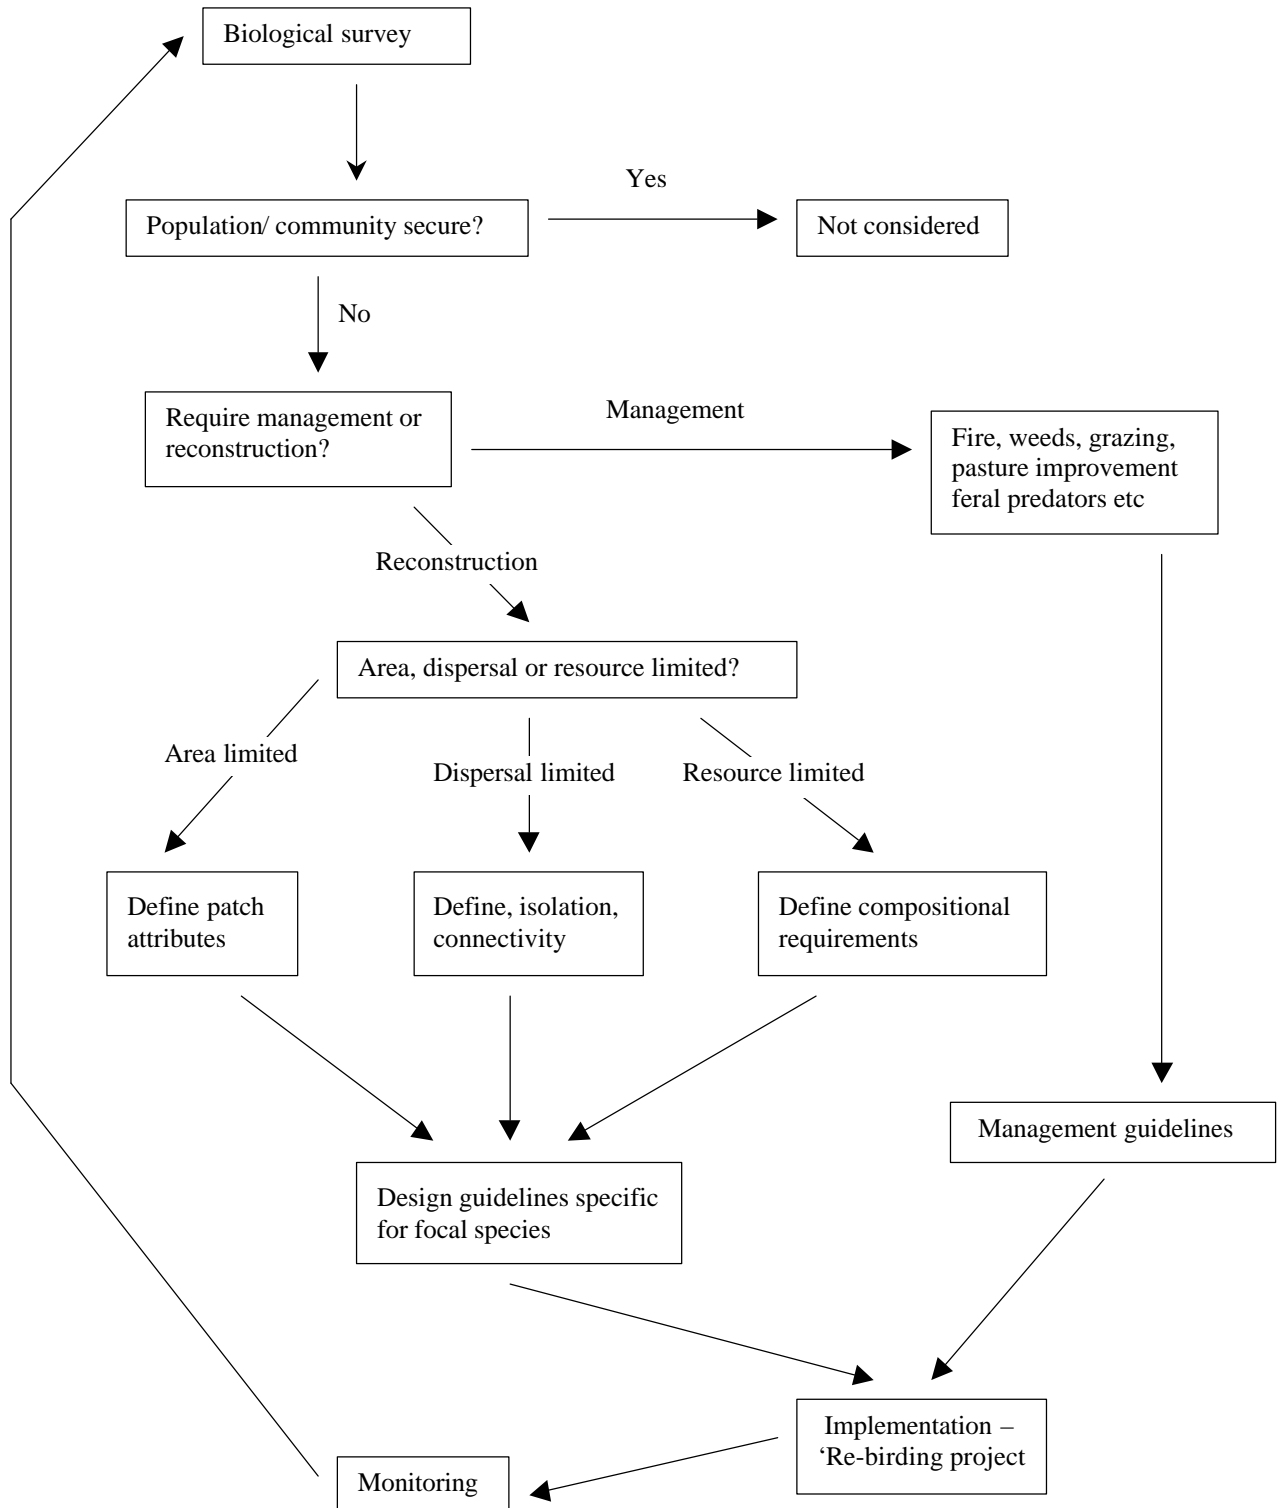 Biological survey
Yes
Population/ community secure?
Not considered
No
Require management or
reconstruction?
Management
Fire, weeds, grazing,
pasture improvement
feral predators etc
Reconstruction
Area, dispersal or resource limited?
Area limited
Dispersal limited
Resource limited
Define patch
attributes
Define, isolation,
connectivity
Define compositional
requirements
Management guidelines
Design guidelines specific
for focal species
Implementation –
‘Re-birding project
Monitoring